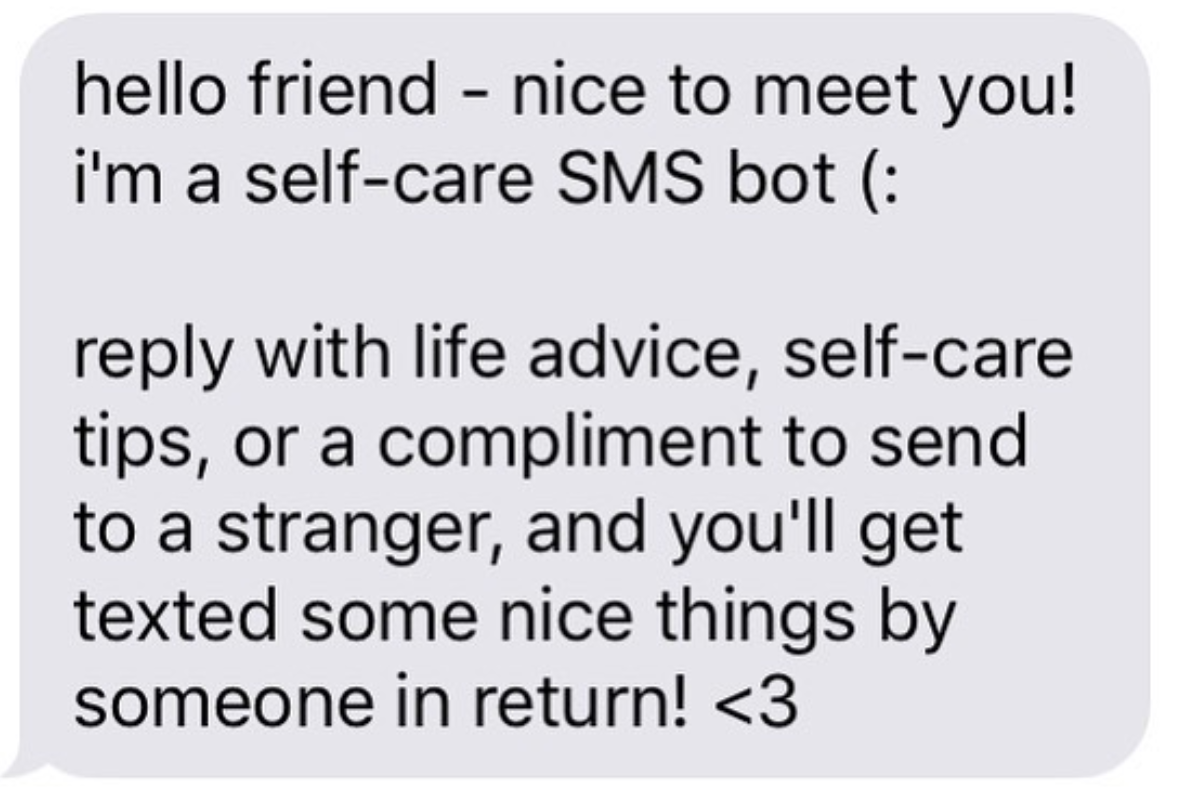 hello friend - nice to meet you!
i'm a self-care SMS bot (:
reply with life advice, self-care
tips, or a compliment to send
to a stranger, and you'll get
texted some nice things by
someone in return! <3